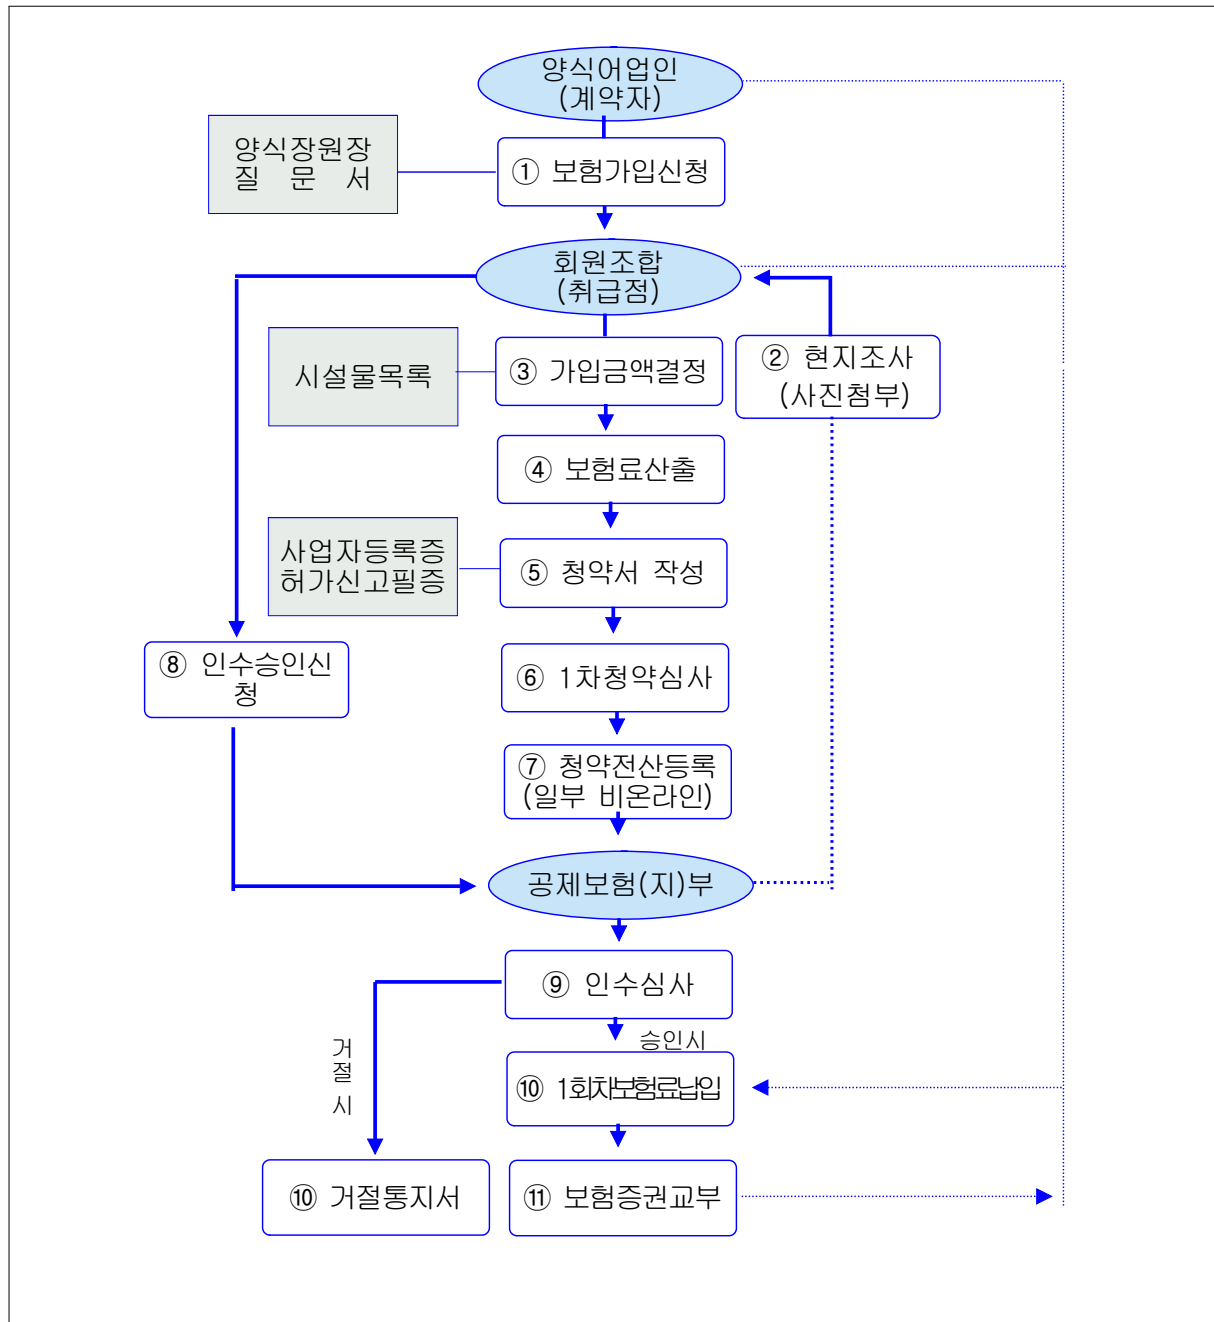 양식어업인
(계약자)
양식장원장
질 문 서
① 보험가입신청
회원조합
(취급점)
시설물목록
③ 가입금액결정
② 현지조사
(사진첨부)
④ 보험료산출
사업자등록증
허가신고필증
⑤ 청약서 작성
⑧ 인수승인신
청
⑥ 1차청약심사
⑦ 청약전산등록
(일부 비온라인)
공제보험(지)부
⑨ 인수심사
거
절
시
승인시
⑩ 1회차보험료납입
⑩ 거절통지서
⑪ 보험증권교부